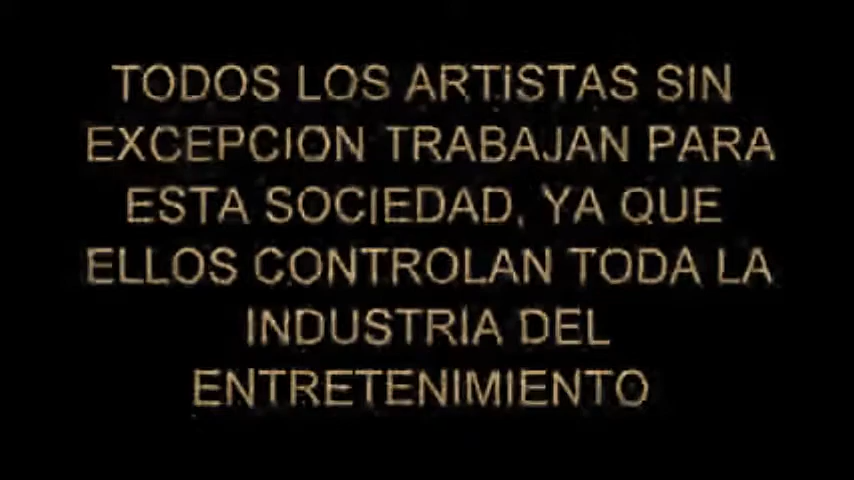 TODOS LOS ARTISTAS SIN
EXCEPCION TRABAJAN PARA
ESTA SOCIEDAD, YA QUE
ELLOS CONTROLAN TODA LA
INDUSTRIA DEL
ENTRETENIMIENTO